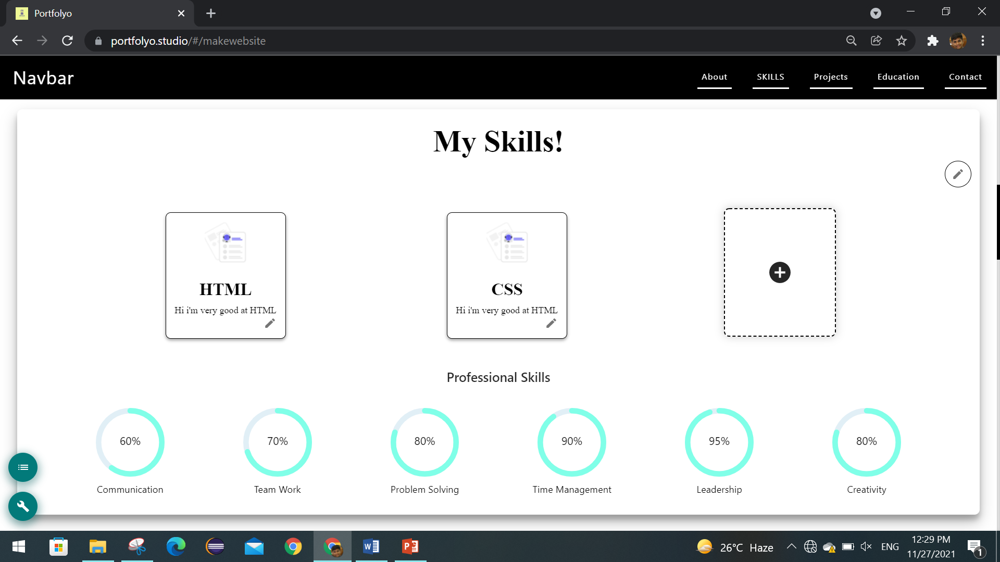 Portfolyo
portfolyo.studio/#/makewebsite
Navbar
About SKILLS Projects Education Contact
My Skills!
HTML
Hi i'm very good at HTML
CSS
Hi i'm very good at HTML
Professional Skills
60% 70% 80% 90% 95% 80%
Communication Team Work Problem Solving Time Management Leadership Creativity
26°C Haze
ENG
12:29 PM
11/27/2021
1